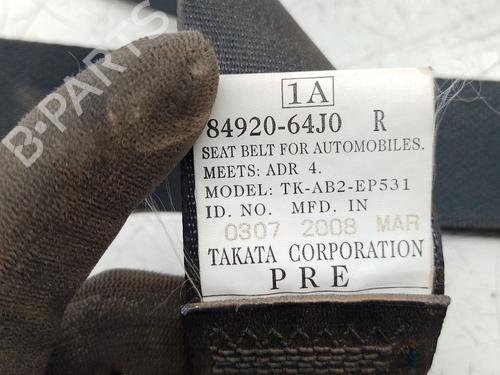 1A
84920-64J0 R
SEAT BELT FOR AUTOMOBILES.
MEETS: ADR 4.
MODEL: TK-AB2-EP531
ID. NO. MFD. IN
0307 2008 MAR
TAKATA CORPORATION
PRE
B-PARTS